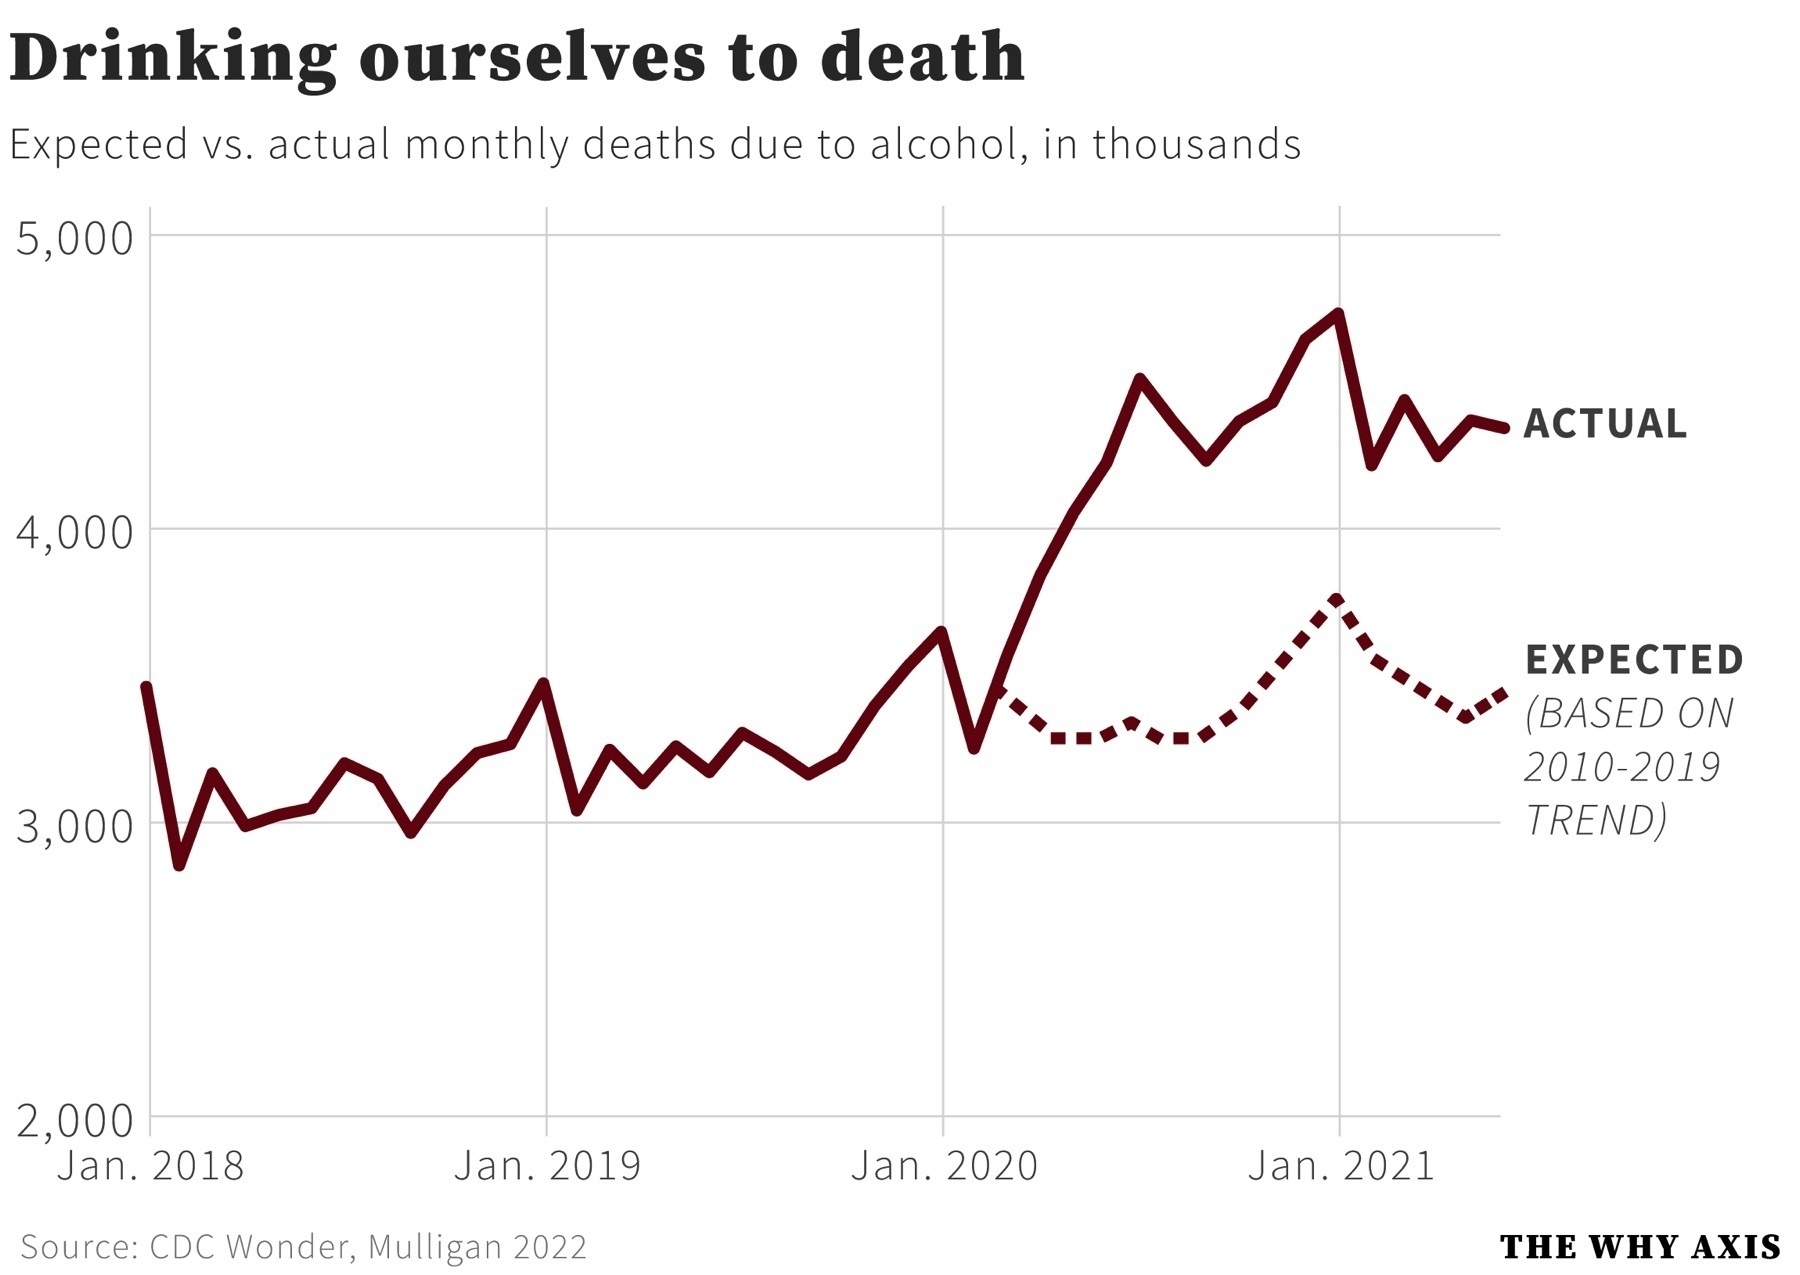 Drinking ourselves to death
Expected vs. actual monthly deaths due to alcohol, in thousands
5,000
4,000
3,000
2,000
ACTUAL
EXPECTED
(BASED ON
2010-2019
TREND)
Jan. 2018
Jan. 2019
Jan. 2020
Jan. 2021
Source: CDC Wonder, Mulligan 2022
THE WHY AXIS